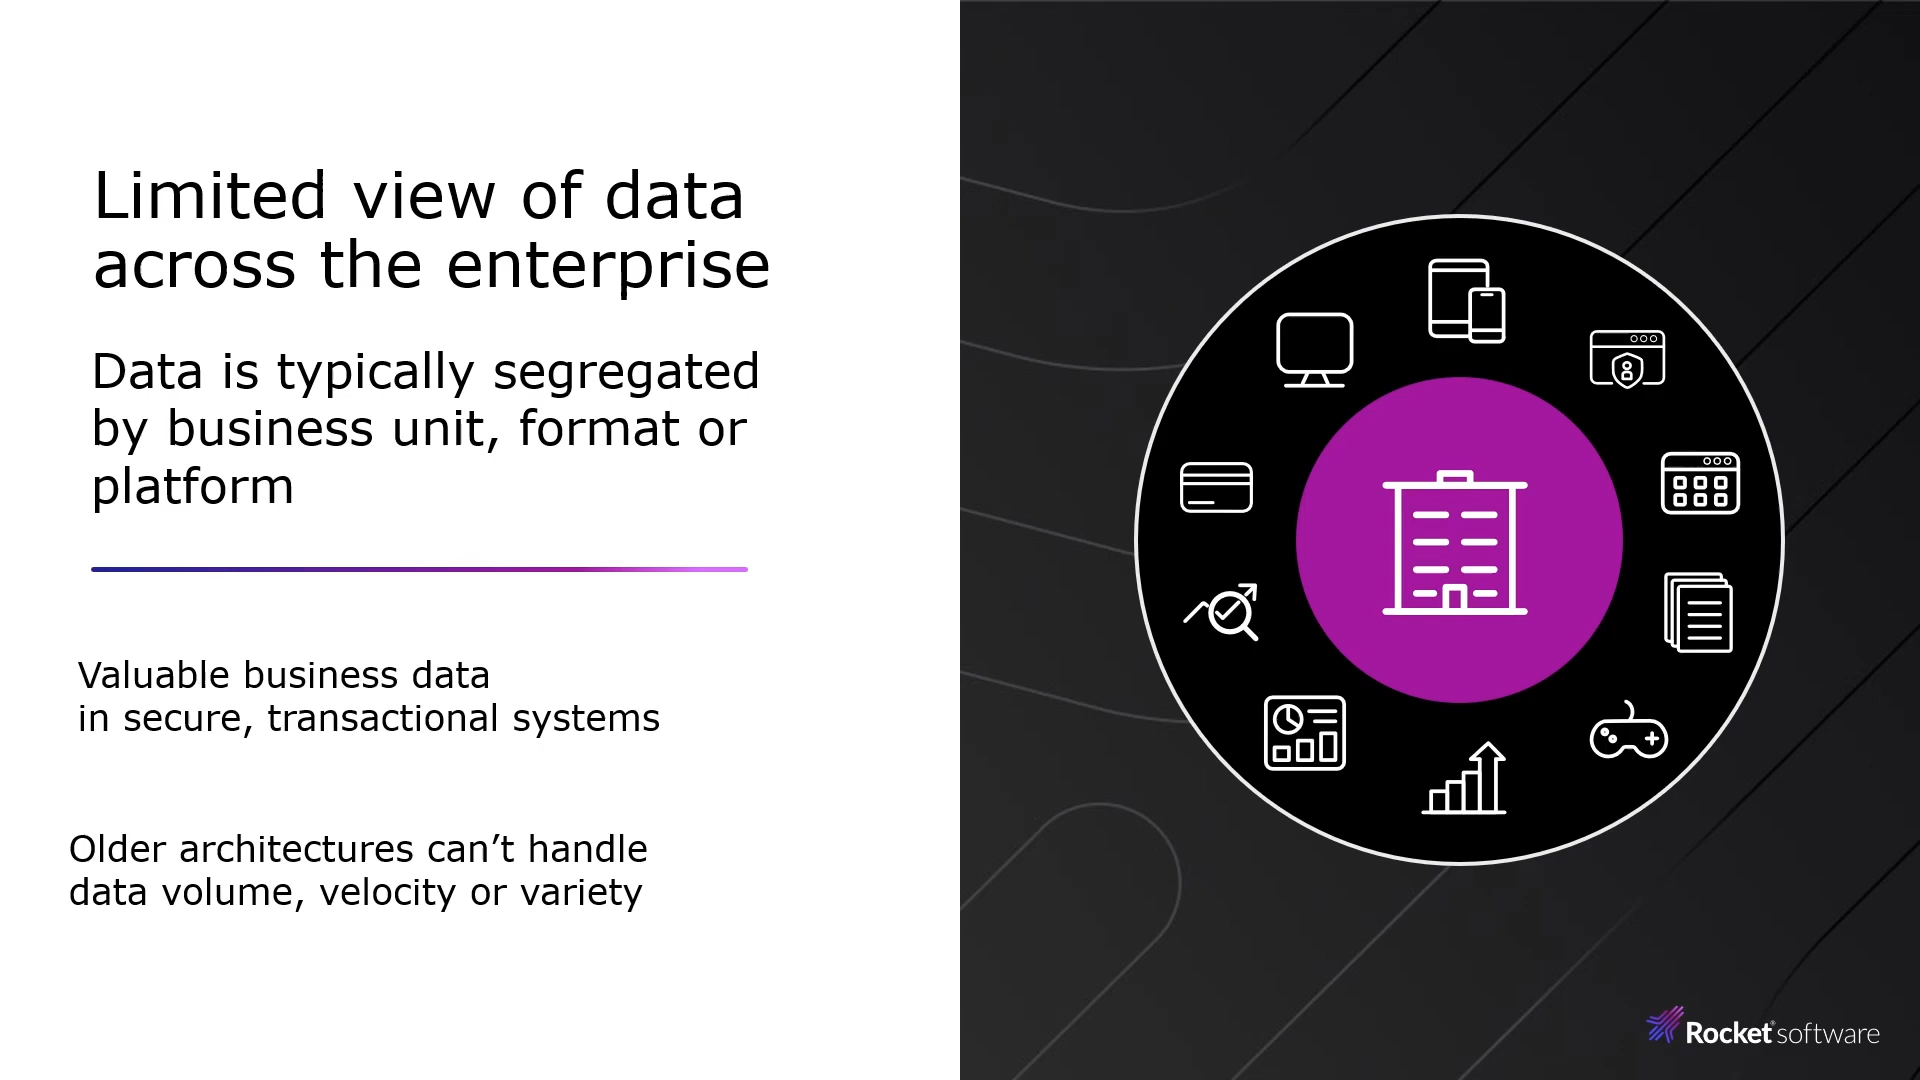 Limited view of data
across the enterprise
Data is typically segregated
by business unit, format or
platform
Valuable business data
in secure, transactional systems
Older architectures can’t handle
data volume, velocity or variety
Rocket® software